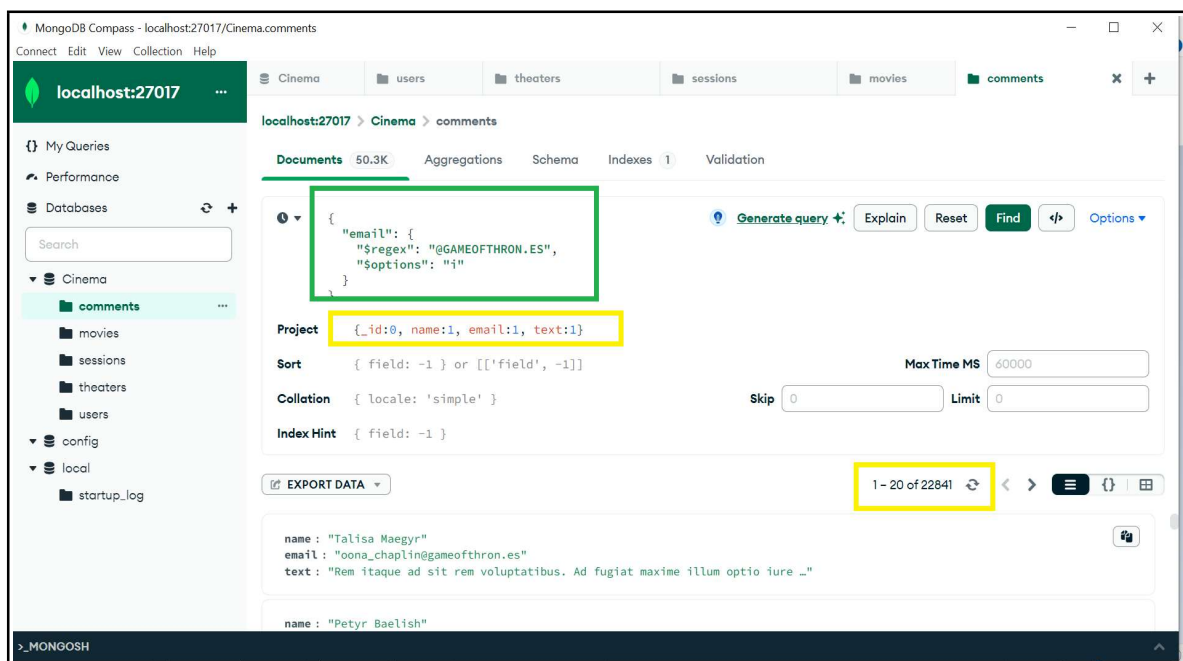 MongoDB Compass - localhost:27017/Cinema.comments
Connect Edit View Collection Help
localhost:27017 ...
Cinema users theaters sessions movies comments
localhost:27017 > Cinema > comments
{} My Queries
Performance
Databases
Search
Cinema
comments ...
movies
sessions
theaters
users
config
local
startup_log
Documents 50.3K Aggregations Schema Indexes 1 Validation
{
"email": {
"$regex": "@GAMEOFTHRON.ES",
"$options": "i"
}
}
Generate query Explain Reset Find </> Options
Project {_id:0, name:1, email:1, text:1}
Sort { field: -1 } or [['field', -1]]
Max Time MS 60000
Collation { locale: 'simple' }
Skip 0 Limit 0
Index Hint { field: -1 }
EXPORT DATA
1 – 20 of 22841
{}
name : "Talisa Maegyr"
email : "oona_chaplin@gameofthron.es"
text : "Rem itaque ad sit rem voluptatibus. Ad fugiat maxime illum optio iure …"
name : "Petyr Baelish"
>_MONGOSH